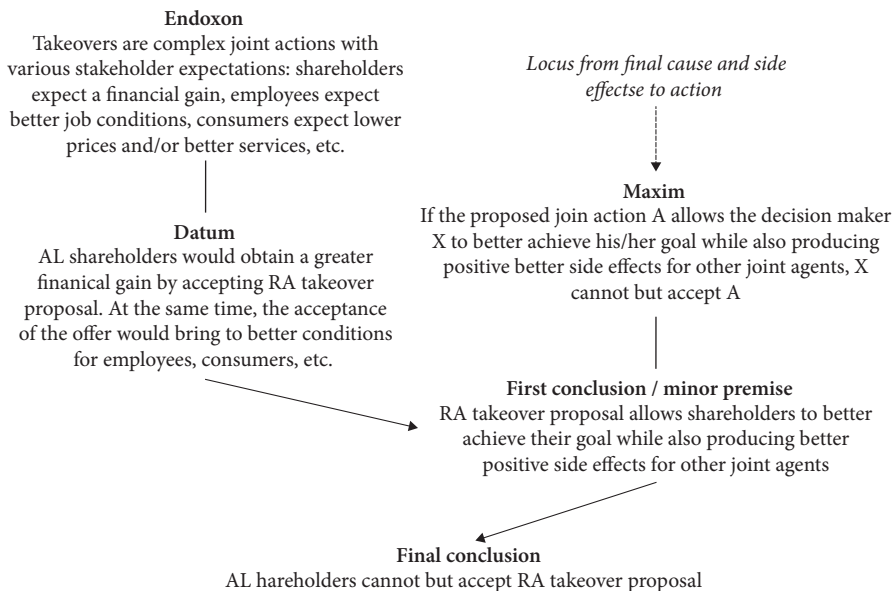 Endoxon
Takeovers are complex joint actions with
various stakeholder expectations: shareholders
expect a financial gain, employees expect
better job conditions, consumers expect lower
prices and/or better services, etc.
Locus from final cause and side
effectse to action
Datum
AL shareholders would obtain a greater
finanical gain by accepting RA takeover
proposal. At the same time, the acceptance
of the offer would bring to better conditions
for employees, consumers, etc.
Maxim
If the proposed join action A allows the decision maker
X to better achieve his/her goal while also producing
positive better side effects for other joint agents, X
cannot but accept A
First conclusion / minor premise
RA takeover proposal allows shareholders to better
achieve their goal while also producing better
positive side effects for other joint agents
Final conclusion
AL hareholders cannot but accept RA takeover proposal